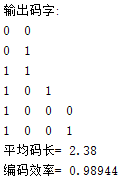 输出码字:
0 0
0 1
1 1
1 0 1
1 0 0 0
1 0 0 1
平均码长= 2.38
编码效率= 0.98944